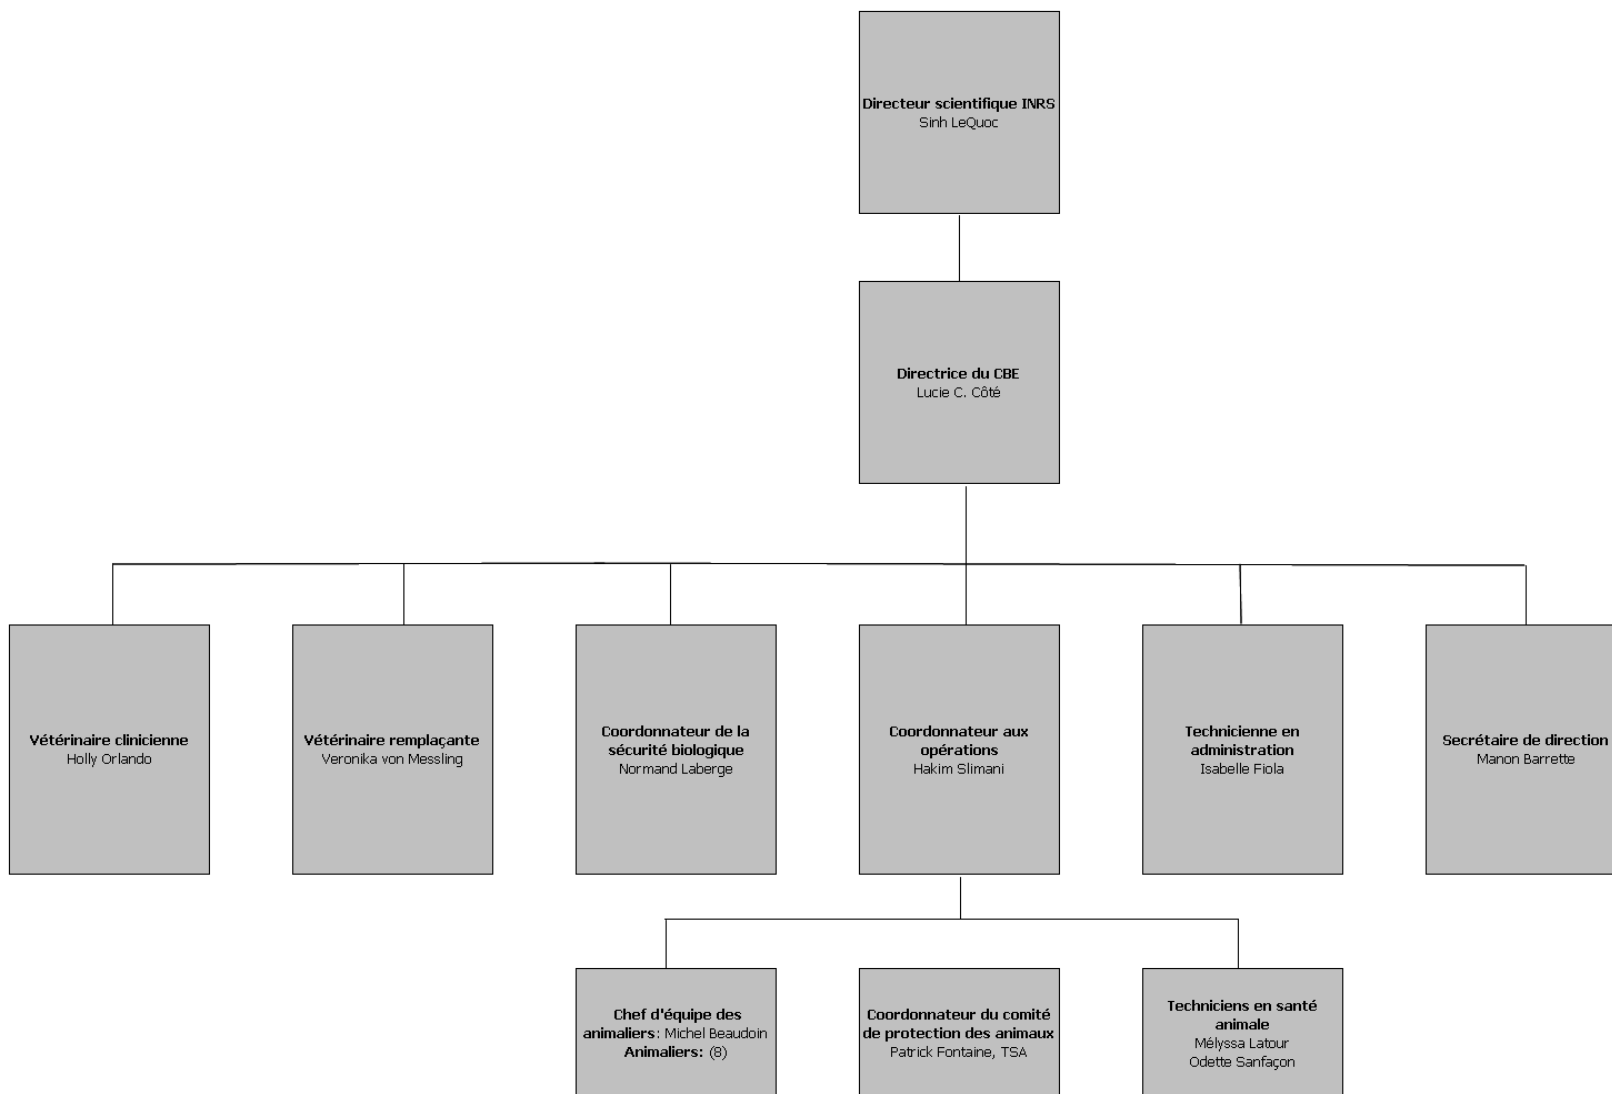 Directeur scientifique INRS
Sinh LeQuoc
Directrice du CBE
Lucie C. Côté
Vétérinaire clinicienne
Holly Orlando
Vétérinaire remplaçante
Veronika von Messling
Coordonnateur de la
sécurité biologique
Normand Laberge
Coordonnateur aux
opérations
Hakim Slimani
Technicienne en
administration
Isabelle Fiola
Secrétaire de direction
Manon Barrette
Chef d'équipe des
animaliers: Michel Beaudoin
Animaliers: (8)
Coordonnateur du comité
de protection des animaux
Patrick Fontaine, TSA
Techniciens en santé
animale
Mélyssa Latour
Odette Sanfaçon